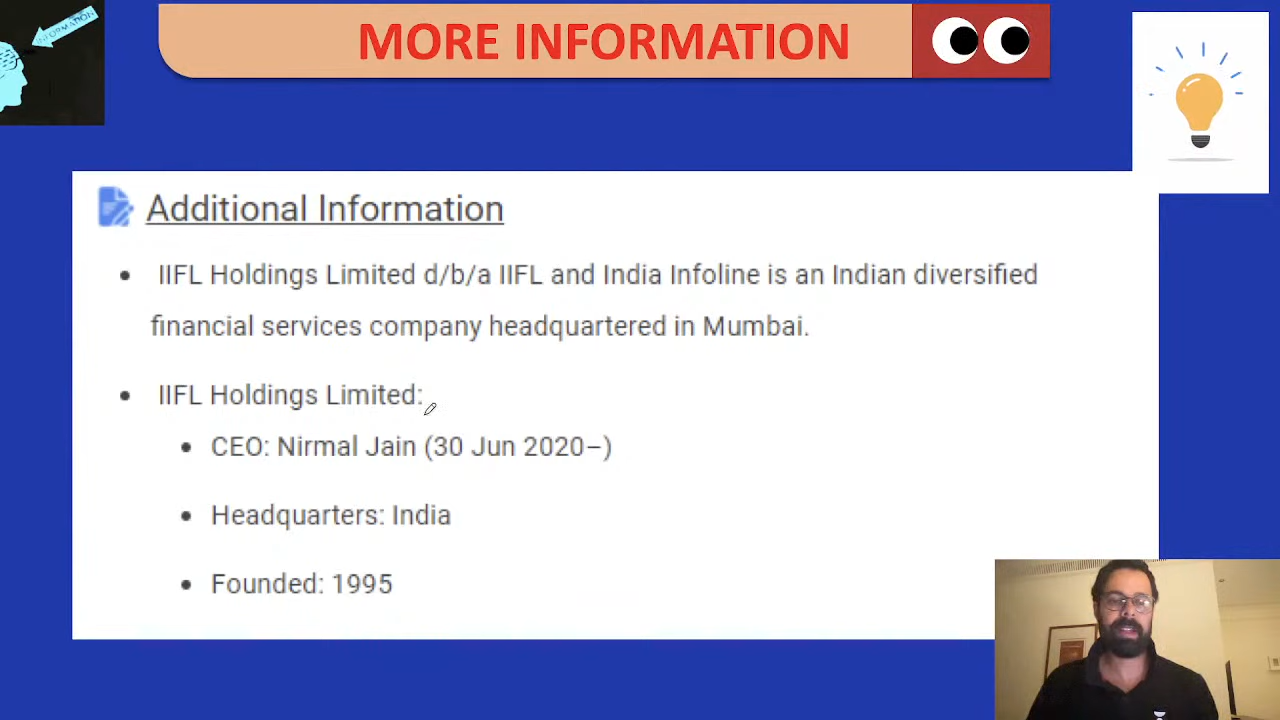 INFORMATION
MORE INFORMATION
Additional Information
IIFL Holdings Limited d/b/a IIFL and India Infoline is an Indian diversified
financial services company headquartered in Mumbai.
IIFL Holdings Limited:
CEO: Nirmal Jain (30 Jun 2020–)
Headquarters: India
Founded: 1995